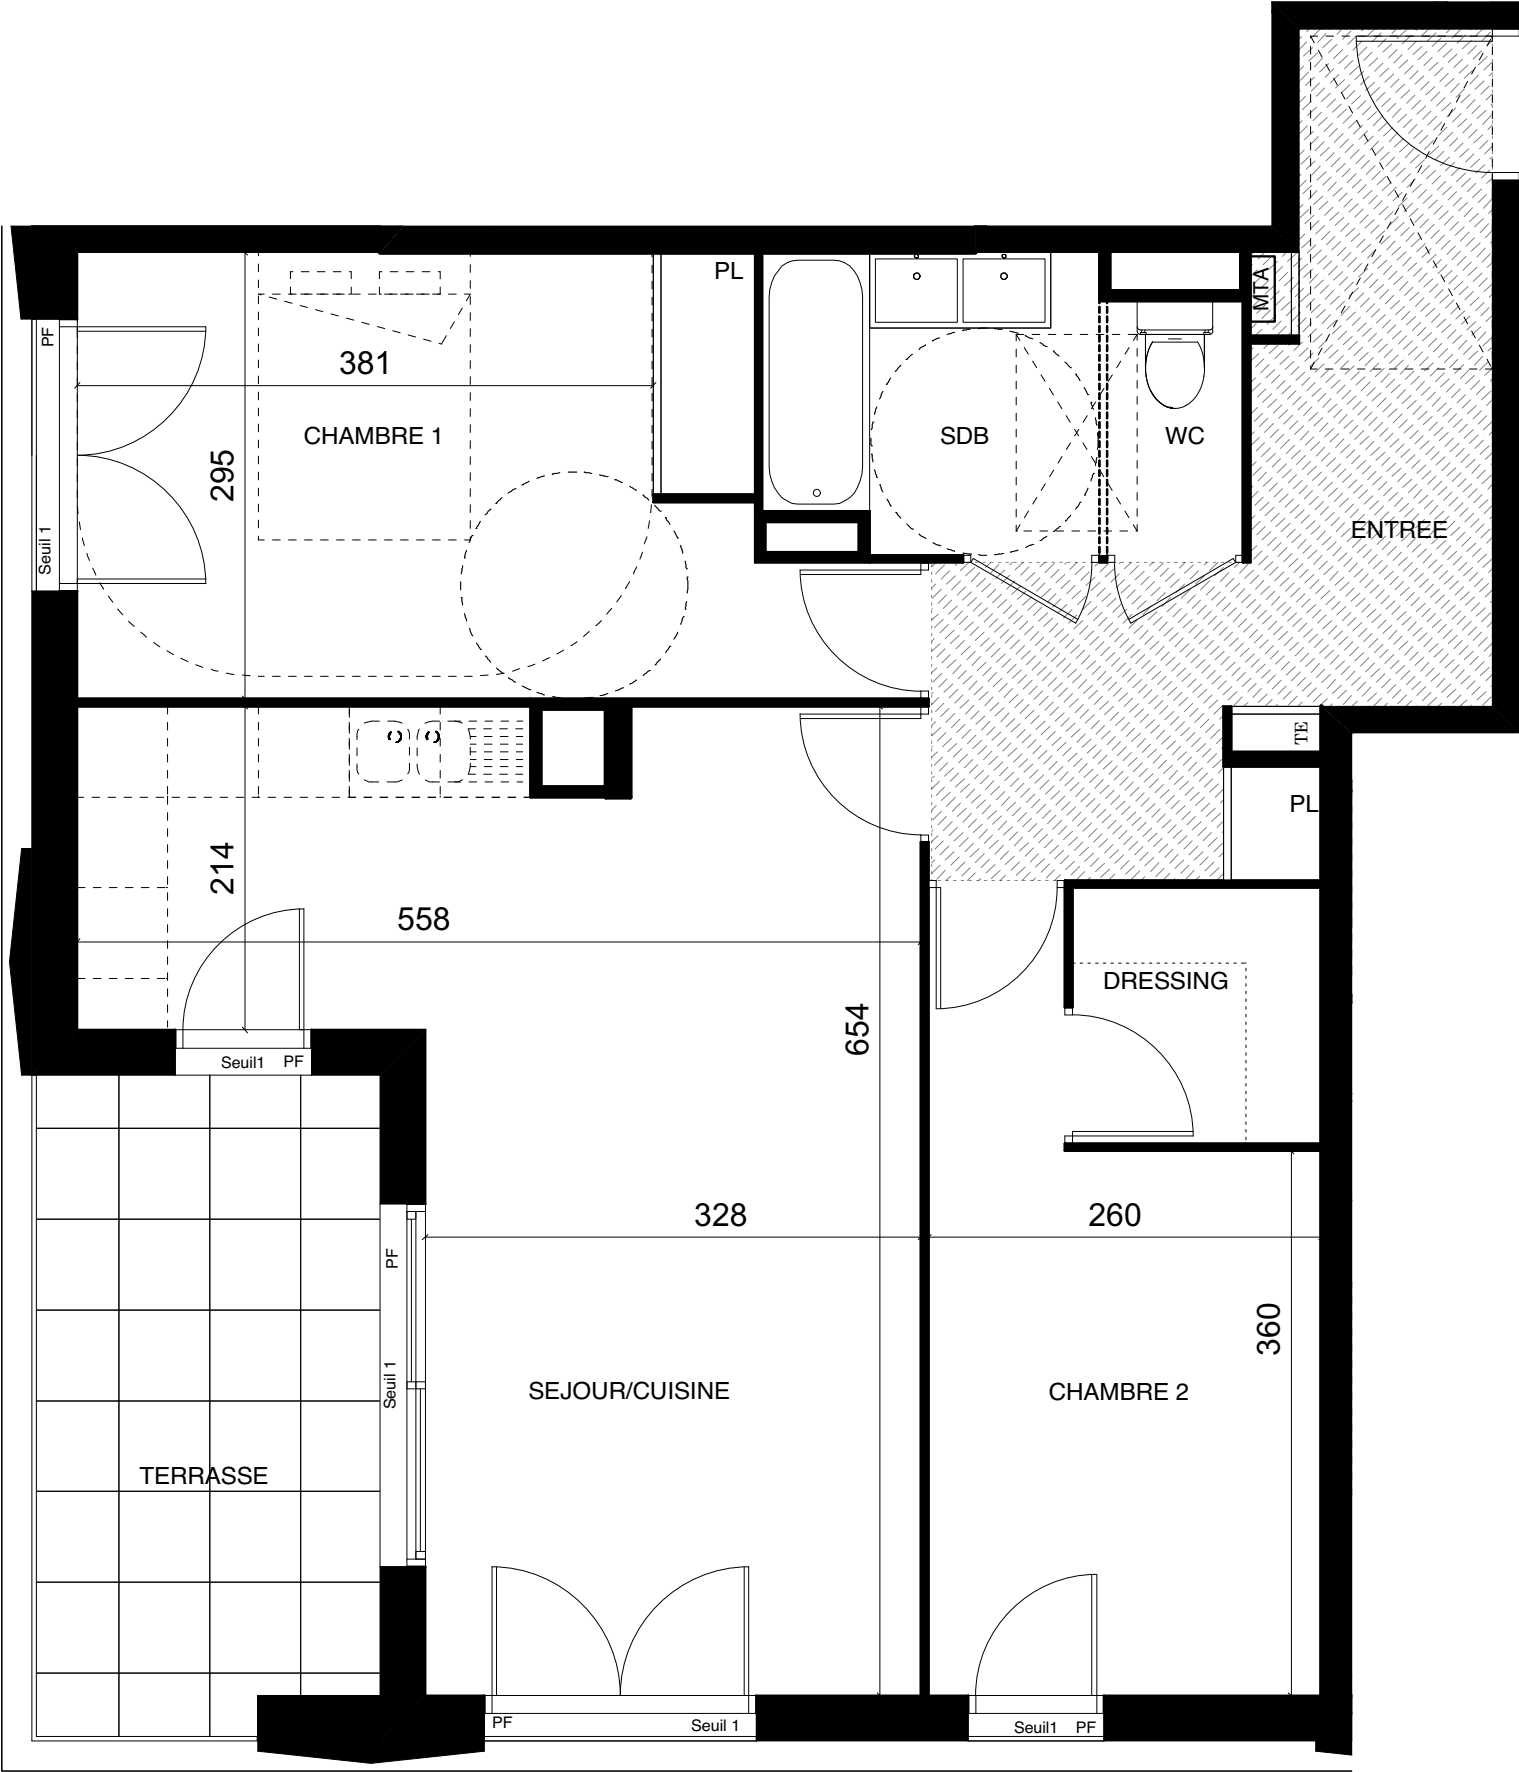 PL
MTA
PF
381
CHAMBRE 1
SDB
WC
295
Seuil 1
ENTREE
TE
PL
214
558
DRESSING
654
Seuil1 PF
328
260
PF
360
Seuil 1
SEJOUR/CUISINE
CHAMBRE 2
TERRASSE
PF
Seuil 1
Seuil1 PF